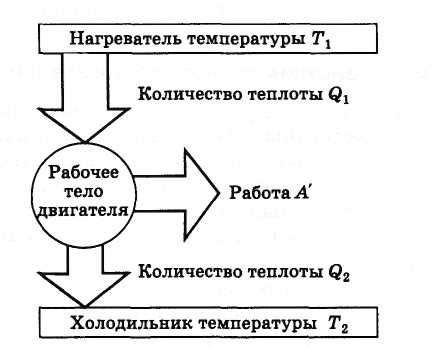 Нагреватель температуры T₁
Количество теплоты Q₁
Рабочее
тело
двигателя
Работа A′
Количество теплоты Q₂
Холодильник температуры T₂